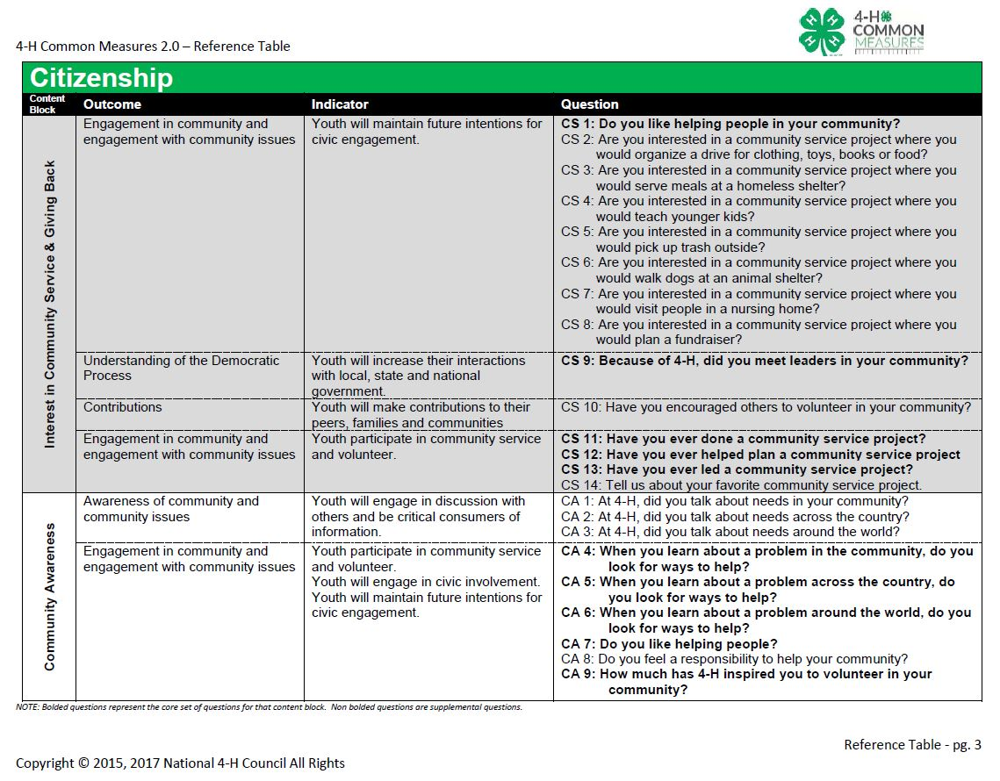 4-H Common Measures 2.0 – Reference Table
H H H H
4-H
COMMON
MEASURES
Citizenship
Content
Block
Outcome
Indicator
Question
Interest in Community Service & Giving Back
Engagement in community and
engagement with community issues
Youth will maintain future intentions for
civic engagement.
CS 1: Do you like helping people in your community?
CS 2: Are you interested in a community service project where you
would organize a drive for clothing, toys, books or food?
CS 3: Are you interested in a community service project where you
would serve meals at a homeless shelter?
CS 4: Are you interested in a community service project where you
would teach younger kids?
CS 5: Are you interested in a community service project where you
would pick up trash outside?
CS 6: Are you interested in a community service project where you
would walk dogs at an animal shelter?
CS 7: Are you interested in a community service project where you
would visit people in a nursing home?
CS 8: Are you interested in a community service project where you
would plan a fundraiser?
Understanding of the Democratic
Process
Youth will increase their interactions
with local, state and national
government.
CS 9: Because of 4-H, did you meet leaders in your community?
Contributions
Youth will make contributions to their
peers, families and communities
CS 10: Have you encouraged others to volunteer in your community?
Engagement in community and
engagement with community issues
Youth participate in community service
and volunteer.
CS 11: Have you ever done a community service project?
CS 12: Have you ever helped plan a community service project
CS 13: Have you ever led a community service project?
CS 14: Tell us about your favorite community service project.
Community Awareness
Awareness of community and
community issues
Youth will engage in discussion with
others and be critical consumers of
information.
CA 1: At 4-H, did you talk about needs in your community?
CA 2: At 4-H, did you talk about needs across the country?
CA 3: At 4-H, did you talk about needs around the world?
Engagement in community and
engagement with community issues
Youth participate in community service
and volunteer.
Youth will engage in civic involvement.
Youth will maintain future intentions for
civic engagement.
CA 4: When you learn about a problem in the community, do you
look for ways to help?
CA 5: When you learn about a problem across the country, do
you look for ways to help?
CA 6: When you learn about a problem around the world, do you
look for ways to help?
CA 7: Do you like helping people?
CA 8: Do you feel a responsibility to help your community?
CA 9: How much has 4-H inspired you to volunteer in your
community?
NOTE: Bolded questions represent the core set of questions for that content block. Non bolded questions are supplemental questions.
Reference Table - pg. 3
Copyright © 2015, 2017 National 4-H Council All Rights